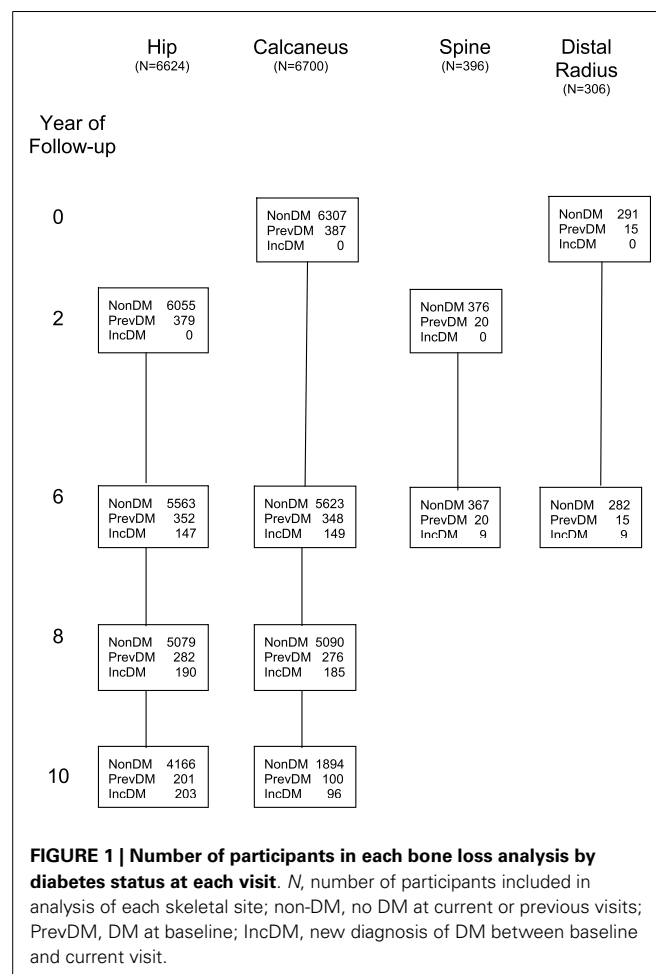 Hip
(N=6624)
Calcaneus
(N=6700)
Spine
(N=396)
Distal
Radius
(N=306)
Year of
Follow-up
0
NonDM 6307
PrevDM 387
IncDM 0
NonDM 291
PrevDM 15
IncDM 0
2
NonDM 6055
PrevDM 379
IncDM 0
NonDM 376
PrevDM 20
IncDM 0
6
NonDM 5563
PrevDM 352
IncDM 147
NonDM 5623
PrevDM 348
IncDM 149
NonDM 367
PrevDM 20
IncDM 9
NonDM 282
PrevDM 15
IncDM 9
8
NonDM 5079
PrevDM 282
IncDM 190
NonDM 5090
PrevDM 276
IncDM 185
10
NonDM 4166
PrevDM 201
IncDM 203
NonDM 1894
PrevDM 100
IncDM 96
FIGURE 1 | Number of participants in each bone loss analysis by
diabetes status at each visit. N, number of participants included in
analysis of each skeletal site; non-DM, no DM at current or previous visits;
PrevDM, DM at baseline; IncDM, new diagnosis of DM between baseline
and current visit.